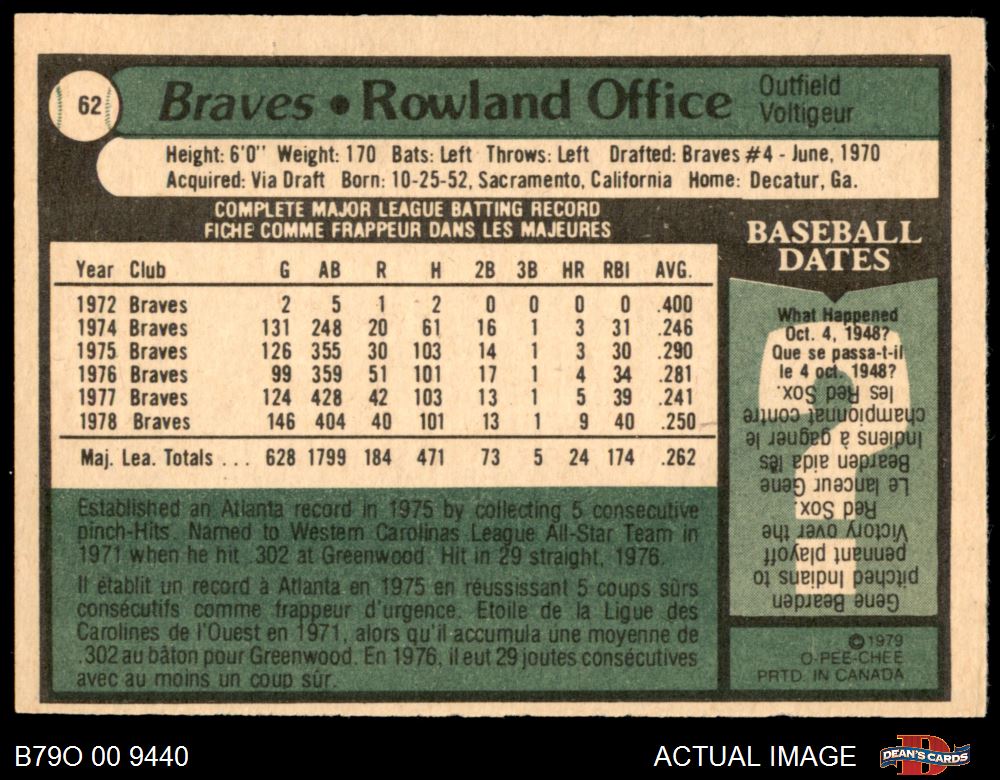 62
Braves • Rowland Office
Outfield
Voltigeur
Height: 6'0" Weight: 170 Bats: Left Throws: Left Drafted: Braves #4 - June, 1970
Acquired: Via Draft Born: 10-25-52, Sacramento, California Home: Decatur, Ga.
COMPLETE MAJOR LEAGUE BATTING RECORD
FICHE COMME FRAPPEUR DANS LES MAJEURES
Year Club G AB R H 2B 3B HR RBI AVG.
1972 Braves 2 5 1 2 0 0 0 0 .400
1974 Braves 131 248 20 61 16 1 3 31 .246
1975 Braves 126 355 30 103 14 1 3 30 .290
1976 Braves 99 359 51 101 17 1 4 34 .281
1977 Braves 124 428 42 103 13 1 5 39 .241
1978 Braves 146 404 40 101 13 1 9 40 .250
Maj. Lea. Totals ... 628 1799 184 471 73 5 24 174 .262
Established an Atlanta record in 1975 by collecting 5 consecutive
pinch-Hits. Named to Western Carolinas League All-Star Team in
1971 when he hit .302 at Greenwood. Hit in 29 straight, 1976.
Il établit un record à Atlanta en 1975 en réussissant 5 coups sûrs
consécutifs comme frappeur d'urgence. Etoile de la Ligue des
Carolines de l'Ouest en 1971, alors qu'il accumula une moyenne de
.302 au bâton pour Greenwood. En 1976, il eut 29 joutes consécutives
avec au moins un coup sûr.
BASEBALL
DATES
What Happened
Oct. 4, 1948?
Que se passa-t-il
le 4 oct. 1948?
Gene Bearden
pitched Indians to
pennant playoff
Victory over the
Red Sox.
Le lanceur Gene
Bearden aida les
Indiens à gagner le
championnat contre
les Red Sox.
©1979
O-PEE-CHEE
PRTD. IN CANADA
B79O 00 9440
ACTUAL IMAGE
DEAN'S CARDS